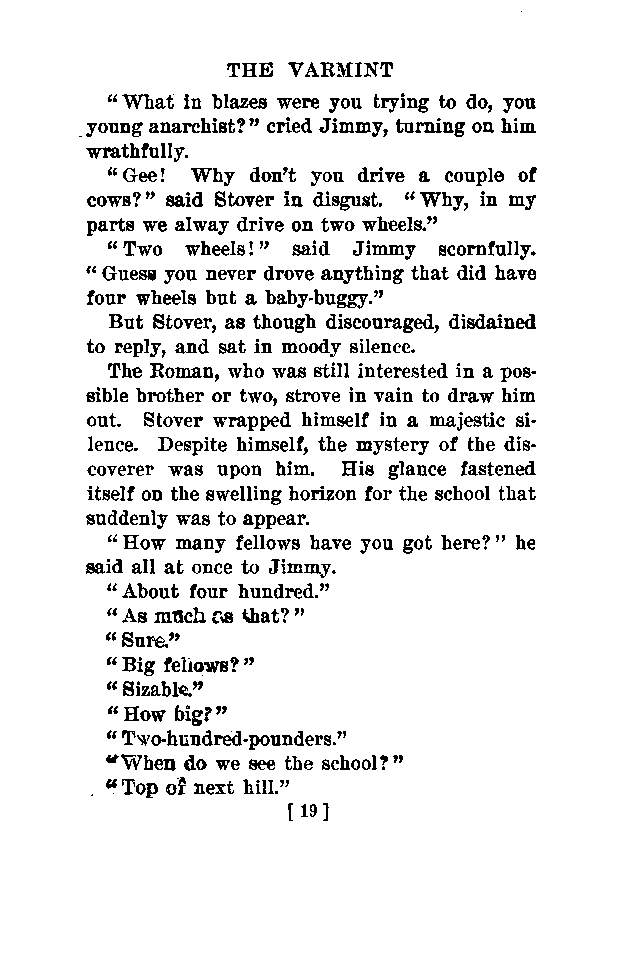 THE VARMINT
“What in blazes were you trying to do, you
young anarchist?” cried Jimmy, turning on him
wrathfully.
“Gee! Why don’t you drive a couple of
cows?” said Stover in disgust. “Why, in my
parts we alway drive on two wheels.”
“Two wheels!” said Jimmy scornfully.
“Guess you never drove anything that did have
four wheels but a baby-buggy.”
But Stover, as though discouraged, disdained
to reply, and sat in moody silence.
The Roman, who was still interested in a pos-
sible brother or two, strove in vain to draw him
out. Stover wrapped himself in a majestic si-
lence. Despite himself, the mystery of the dis-
coverer was upon him. His glance fastened
itself on the swelling horizon for the school that
suddenly was to appear.
“How many fellows have you got here?” he
said all at once to Jimmy.
“About four hundred.”
“As much as that?”
“Sure.”
“Big fellows?”
“Sizable.”
“How big?”
“Two-hundred-pounders.”
“When do we see the school?”
“Top of next hill.”
[ 19 ]